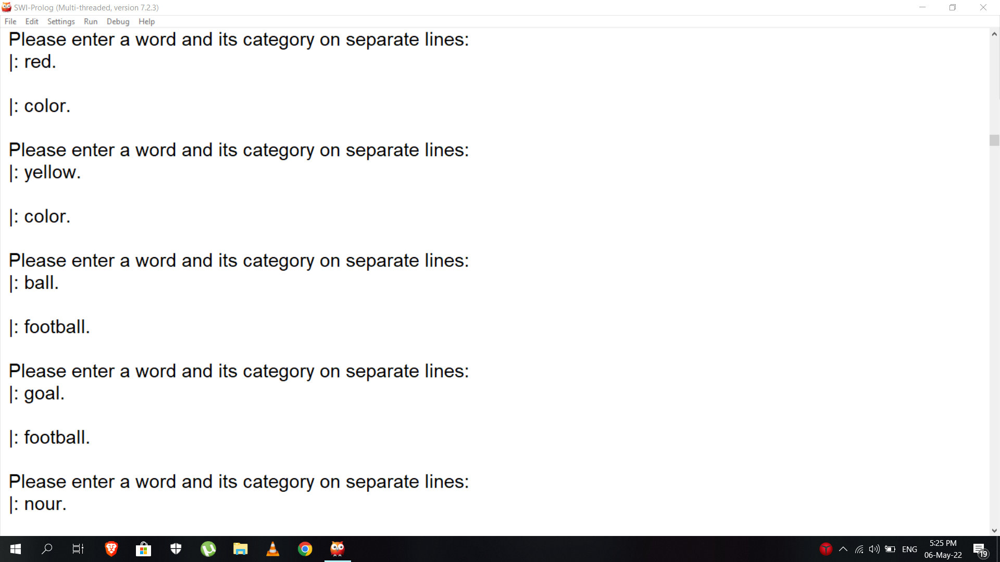 SWI-Prolog (Multi-threaded, version 7.2.3)
File Edit Settings Run Debug Help
Please enter a word and its category on separate lines:
|: red.
|: color.
Please enter a word and its category on separate lines:
|: yellow.
|: color.
Please enter a word and its category on separate lines:
|: ball.
|: football.
Please enter a word and its category on separate lines:
|: goal.
|: football.
Please enter a word and its category on separate lines:
|: nour.
ENG
5:25 PM
06-May-22
19